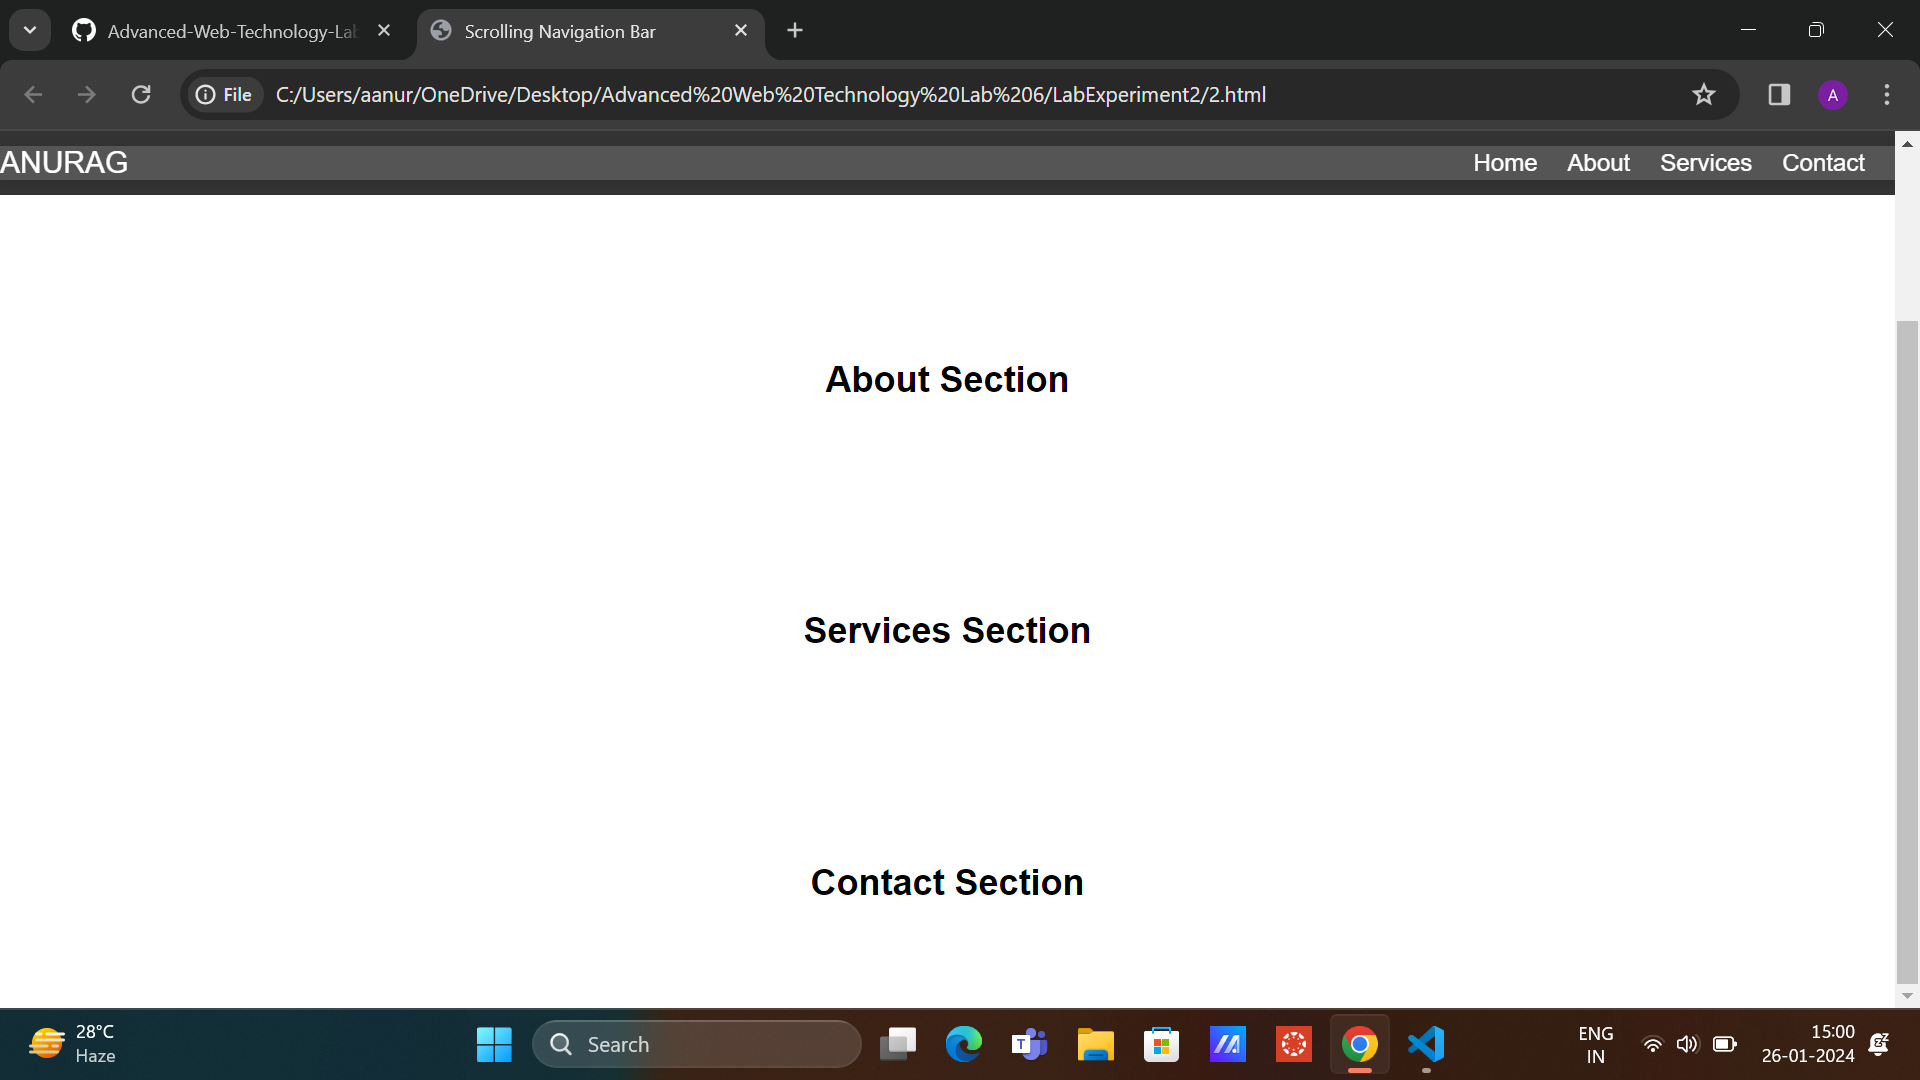 Advanced-Web-Technology-La
Scrolling Navigation Bar
File
C:/Users/aanur/OneDrive/Desktop/Advanced%20Web%20Technology%20Lab%206/LabExperiment2/2.html
A
ANURAG
Home
About
Services
Contact
About Section
Services Section
Contact Section
28°C
Haze
Search
ENG
IN
15:00
26-01-2024